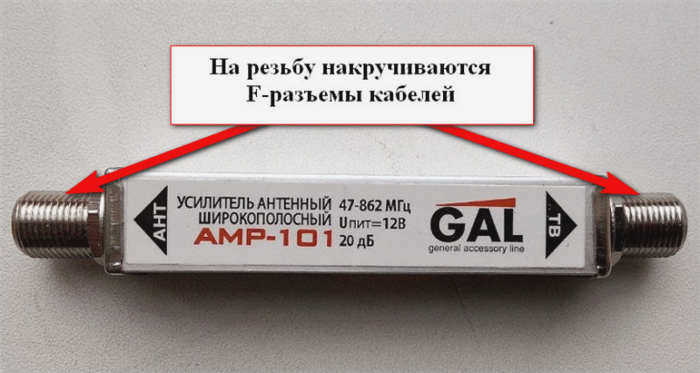 На резьбу накручиваются
F-разъемы кабелей
АНТ
УСИЛИТЕЛЬ АНТЕННЫЙ 47-862 МГц
ШИРОКОПОЛОСНЫЙ Uпит=12В
AMP-101 20 дБ
GAL
general accessory line
ТВ